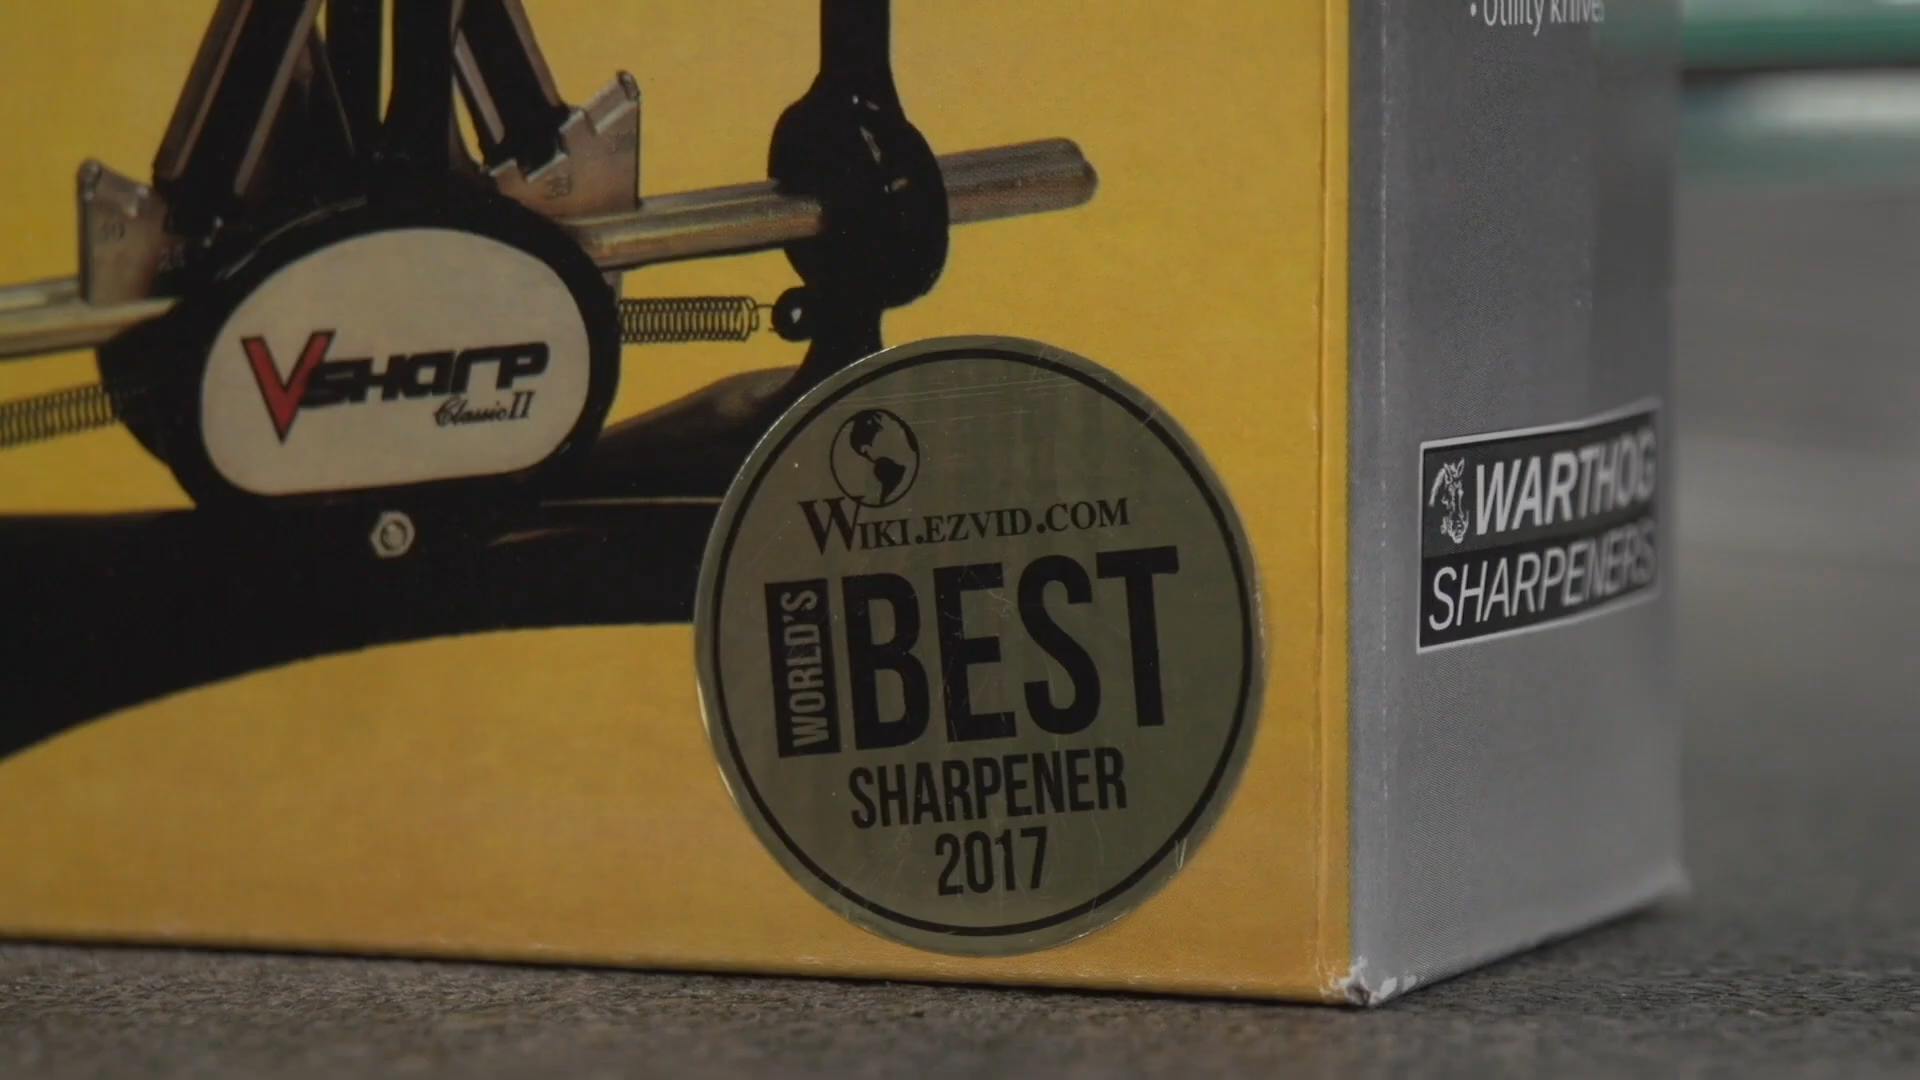 • Utility knives
VSHARP
Classic II
WIKI.EZVID.COM
WORLD'S
BEST
SHARPENER
2017
WARTHOG
SHARPENERS